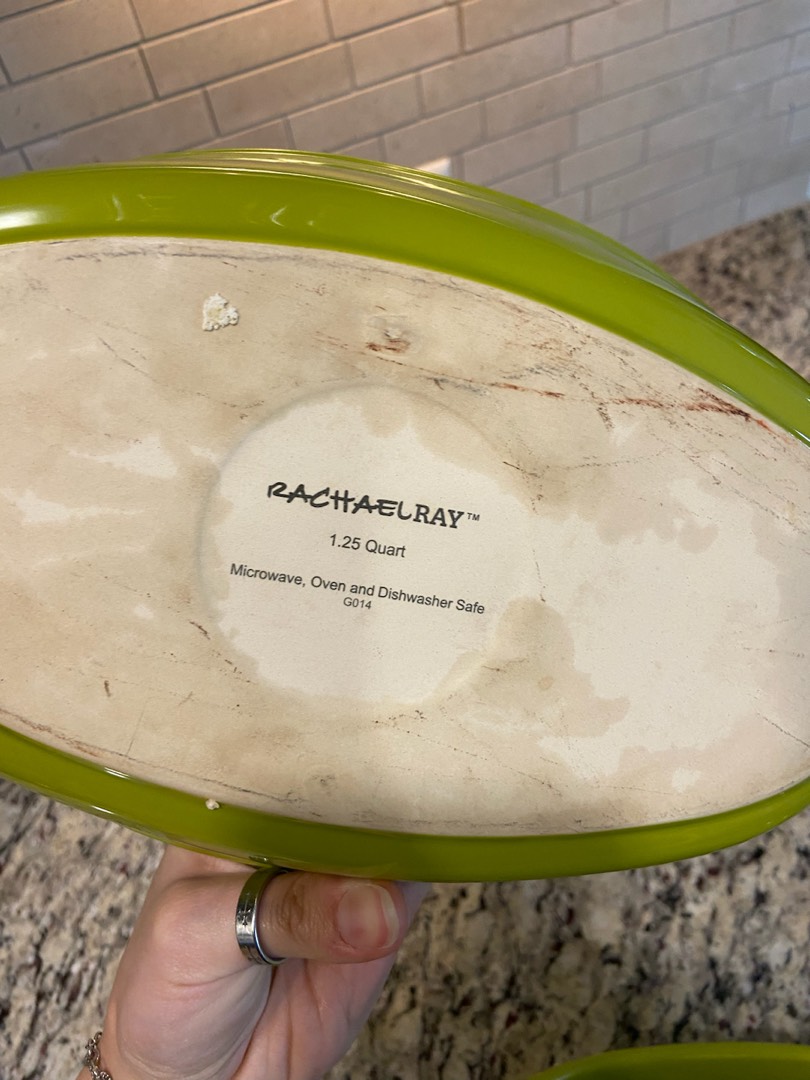 RACHAELRAY™
1.25 Quart
Microwave, Oven and Dishwasher Safe
G014